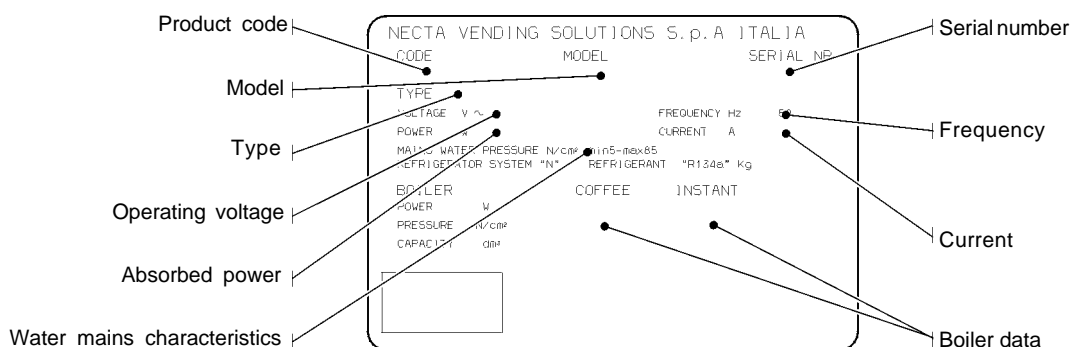 Product code
Model
Type
Operating voltage
Absorbed power
Water mains characteristics
NECTA VENDING SOLUTIONS S.p.A ITALIA
CODE MODEL SERIAL NR
TYPE
VOLTAGE V ~ FREQUENCY Hz
POWER W CURRENT A
MAINS WATER PRESSURE N/cm² min5-max85
REFRIGERATOR SYSTEM "N" REFRIGERANT "R134a" Kg
BOILER COFFEE INSTANT
POWER W
PRESSURE N/cm²
CAPACITY dm³
Serial number
Frequency
Current
Boiler data